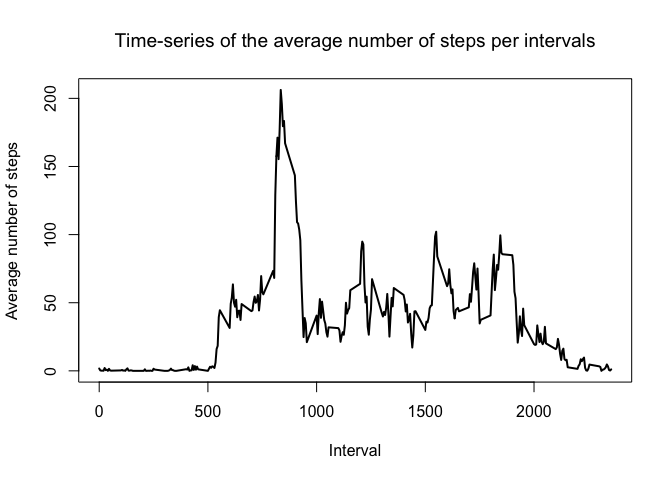 Time-series of the average number of steps per intervals
Average number of steps
200
150
100
50
0
0 500 1000 1500 2000
Interval